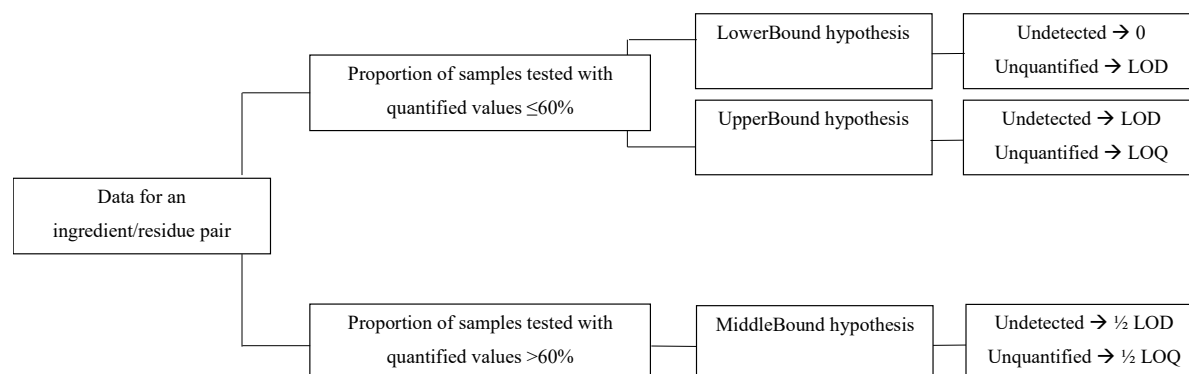 Data for an
ingredient/residue pair
Proportion of samples tested with
quantified values ≤60%
LowerBound hypothesis
Undetected → 0
Unquantified → LOD
UpperBound hypothesis
Undetected → LOD
Unquantified → LOQ
Proportion of samples tested with
quantified values >60%
MiddleBound hypothesis
Undetected → ½ LOD
Unquantified → ½ LOQ